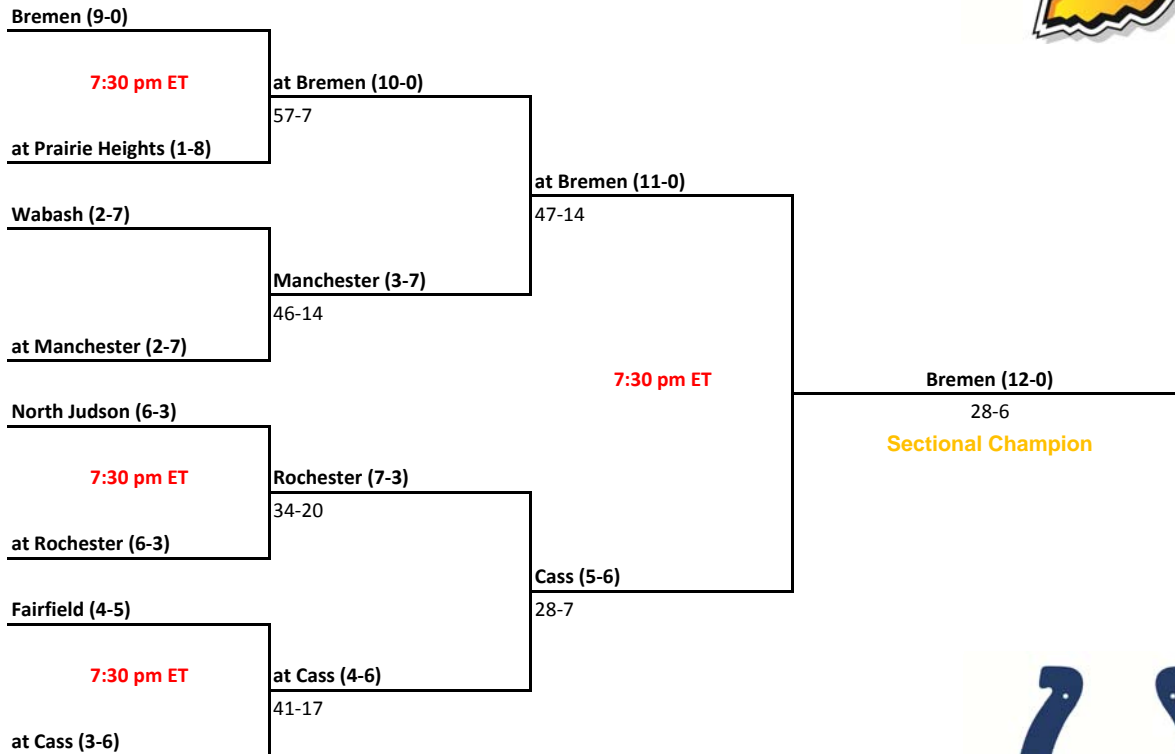 Bremen (9-0)
7:30 pm ET
at Bremen (10-0)
57-7
at Prairie Heights (1-8)
at Bremen (11-0)
47-14
Wabash (2-7)
Manchester (3-7)
46-14
at Manchester (2-7)
7:30 pm ET
Bremen (12-0)
28-6
Sectional Champion
North Judson (6-3)
7:30 pm ET
Rochester (7-3)
34-20
at Rochester (6-3)
Cass (5-6)
28-7
Fairfield (4-5)
7:30 pm ET
at Cass (4-6)
41-17
at Cass (3-6)